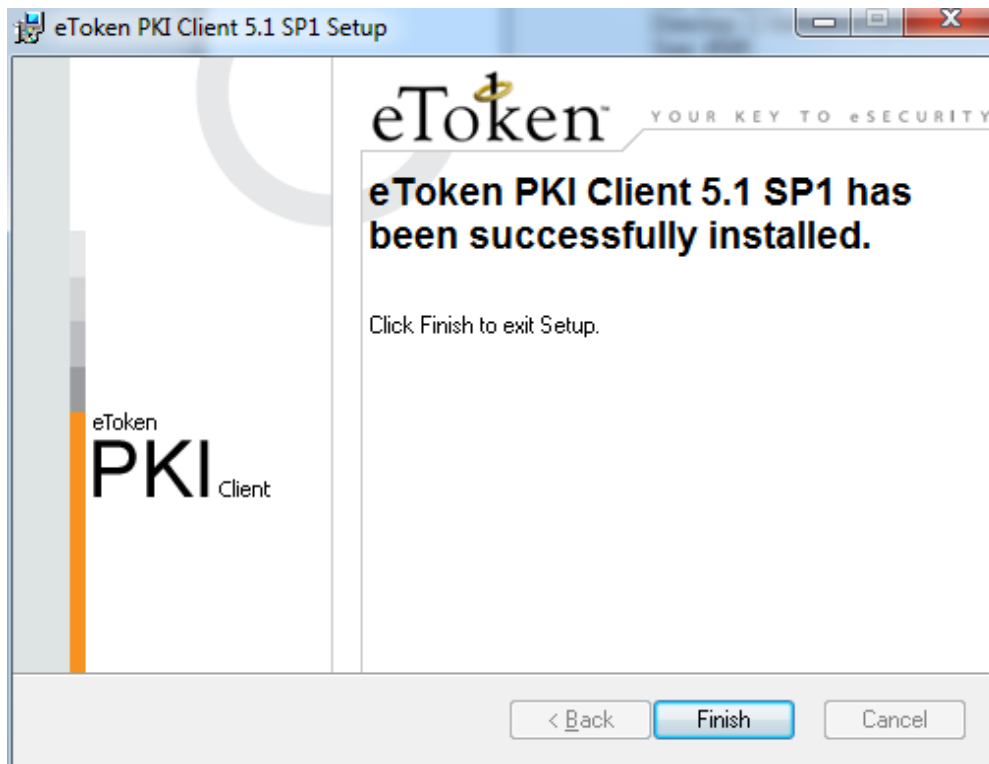 eToken PKI Client 5.1 SP1 Setup
eToken™ YOUR KEY TO eSECURITY
eToken PKI Client 5.1 SP1 has
been successfully installed.
Click Finish to exit Setup.
eToken
PKI Client
< Back Finish Cancel